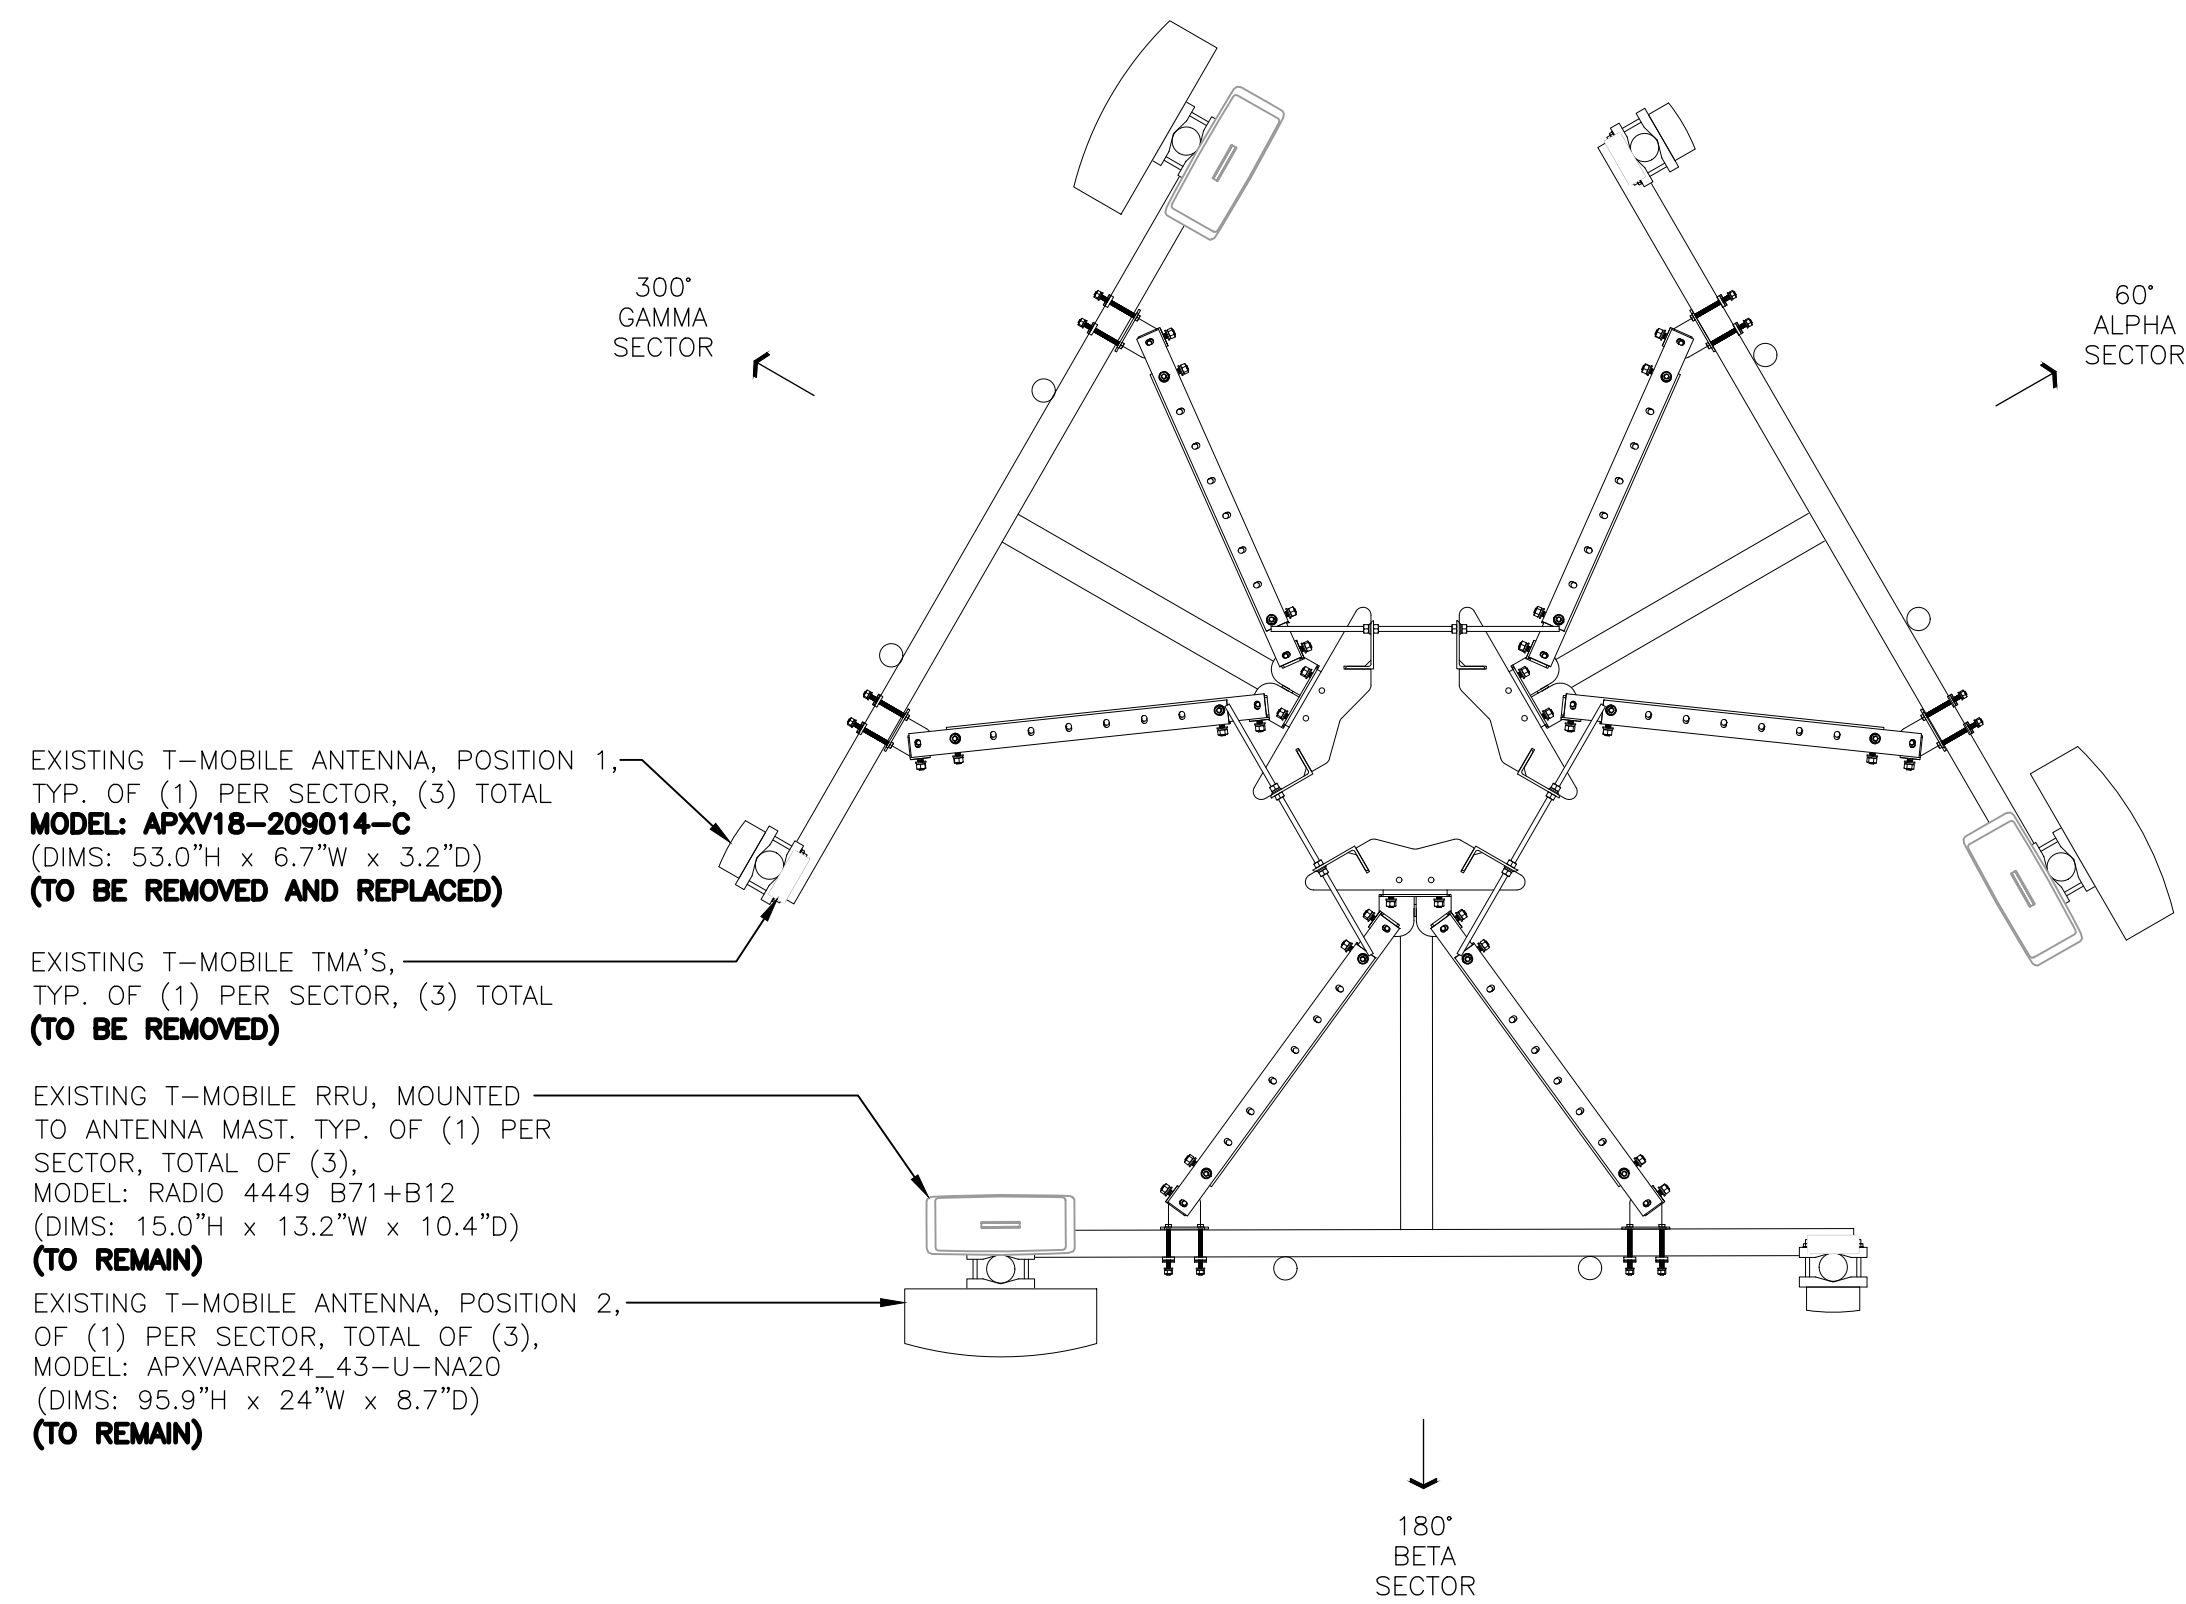 300°
GAMMA
SECTOR
60°
ALPHA
SECTOR
EXISTING T-MOBILE ANTENNA, POSITION 1,
TYP. OF (1) PER SECTOR, (3) TOTAL
MODEL: APXV18-209014-C
(DIMS: 53.0"H x 6.7"W x 3.2"D)
(TO BE REMOVED AND REPLACED)
EXISTING T-MOBILE TMA'S,
TYP. OF (1) PER SECTOR, (3) TOTAL
(TO BE REMOVED)
EXISTING T-MOBILE RRU, MOUNTED
TO ANTENNA MAST. TYP. OF (1) PER
SECTOR, TOTAL OF (3),
MODEL: RADIO 4449 B71+B12
(DIMS: 15.0"H x 13.2"W x 10.4"D)
(TO REMAIN)
EXISTING T-MOBILE ANTENNA, POSITION 2,
OF (1) PER SECTOR, TOTAL OF (3),
MODEL: APXVAARR24_43-U-NA20
(DIMS: 95.9"H x 24"W x 8.7"D)
(TO REMAIN)
180°
BETA
SECTOR